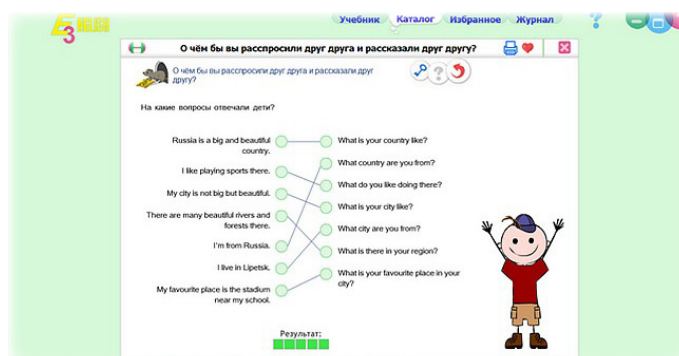 ENGLISH 3
Учебник Каталог Избранное Журнал ?
О чём бы вы расспросили друг друга и рассказали друг другу?
О чём бы вы расспросили друг друга и рассказали друг
другу?
На какие вопросы отвечали дети?
Russia is a big and beautiful
country.
What is your country like?
I like playing sports there.
What country are you from?
My city is not big but beautiful.
What do you like doing there?
There are many beautiful rivers and
forests there.
What is your city like?
I'm from Russia.
What city are you from?
I live in Lipetsk.
What is there in your region?
My favourite place is the stadium
near my school.
What is your favourite place in your
city?
Результат: